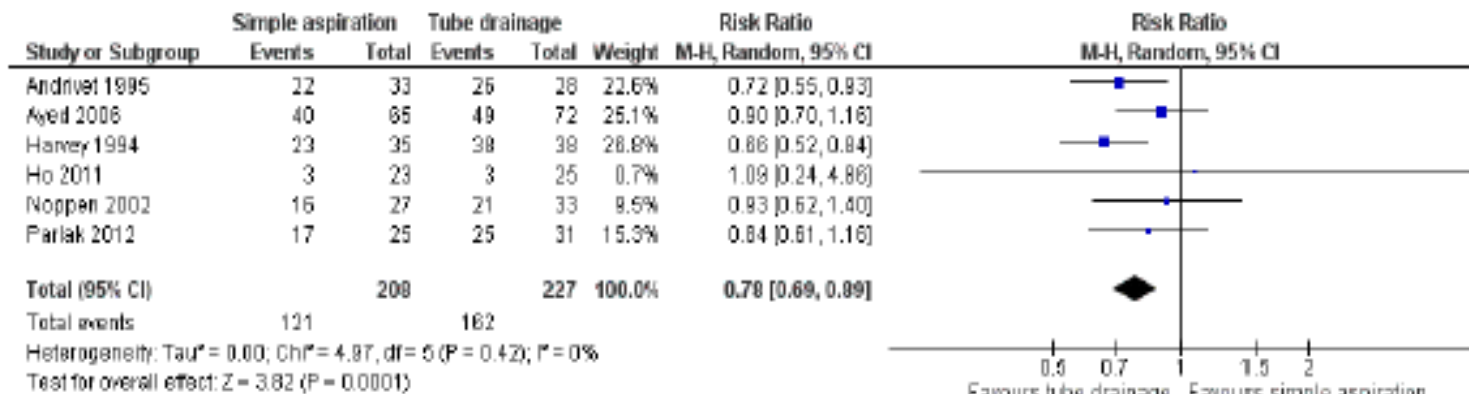 Simple aspiration Tube drainage Risk Ratio Risk Ratio
Study or Subgroup Events Total Events Total Weight M-H, Random, 95% CI M-H, Random, 95% CI
Andrivet 1995 22 33 26 28 22.6% 0.72 [0.55, 0.93]
Ayed 2006 40 65 49 72 25.1% 0.90 [0.70, 1.16]
Harvey 1994 23 35 38 38 26.8% 0.66 [0.52, 0.84]
Ho 2011 3 23 3 25 0.7% 1.09 [0.24, 4.86]
Noppen 2002 16 27 21 33 9.5% 0.93 [0.62, 1.40]
Parlak 2012 17 25 25 31 15.3% 0.84 [0.61, 1.16]
Total (95% CI) 208 227 100.0% 0.78 [0.69, 0.89]
Total events 121 162
Heterogeneity: Tau² = 0.00; Chi² = 4.97, df = 5 (P = 0.42); I² = 0%
Test for overall effect: Z = 3.82 (P = 0.0001)
0.5 0.7 1 1.5 2
Favours tube drainage Favours simple aspiration